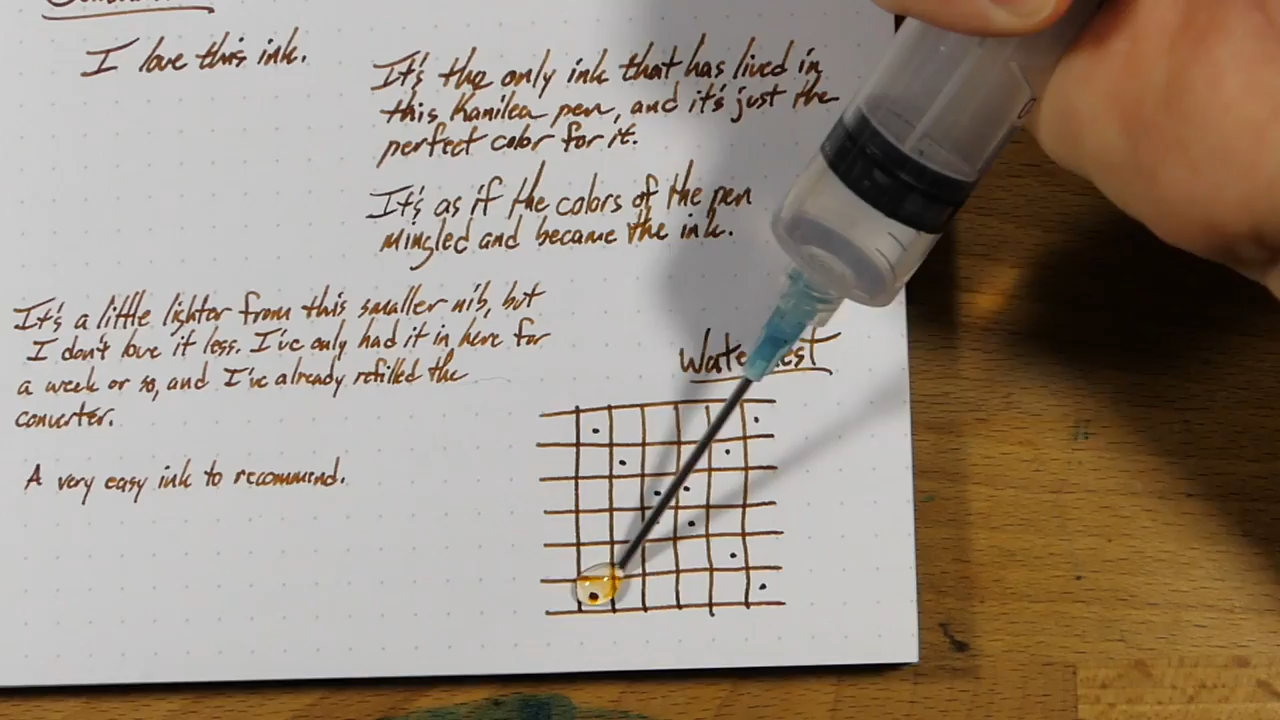 I love this ink.
It's the only ink that has lived in
this Kanilea pen, and it's just the
perfect color for it.
It's as if the colors of the pen
mingled and became the ink.
It's a little lighter from this smaller nib, but
I don't love it less. I've only had it in here for
a week or so, and I've already refilled the
converter.
A very easy ink to recommend.